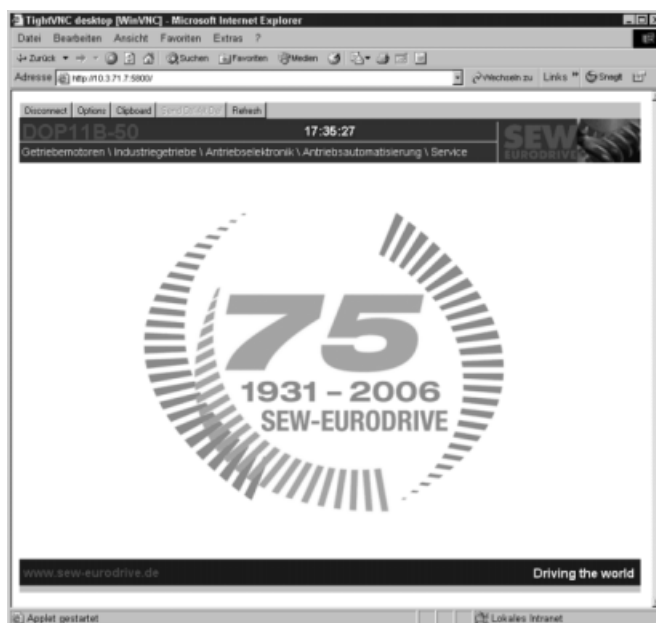 TightVNC desktop [WinVNC] - Microsoft Internet Explorer
Datei Bearbeiten Ansicht Favoriten Extras ?
Zurück Suchen Favoriten Medien
Adresse http://10.3.71.7:5800/ Wechseln zu Links » SnagIt
Disconnect Options Clipboard Send Ctrl-Alt-Del Refresh
DOP11B-50 17:35:27 SEW
Getriebemotoren \ Industriegetriebe \ Antriebselektronik \ Antriebsautomatisierung \ Service EURODRIVE
75
1931 – 2006
SEW-EURODRIVE
www.sew-eurodrive.de Driving the world
Applet gestartet Lokales Intranet